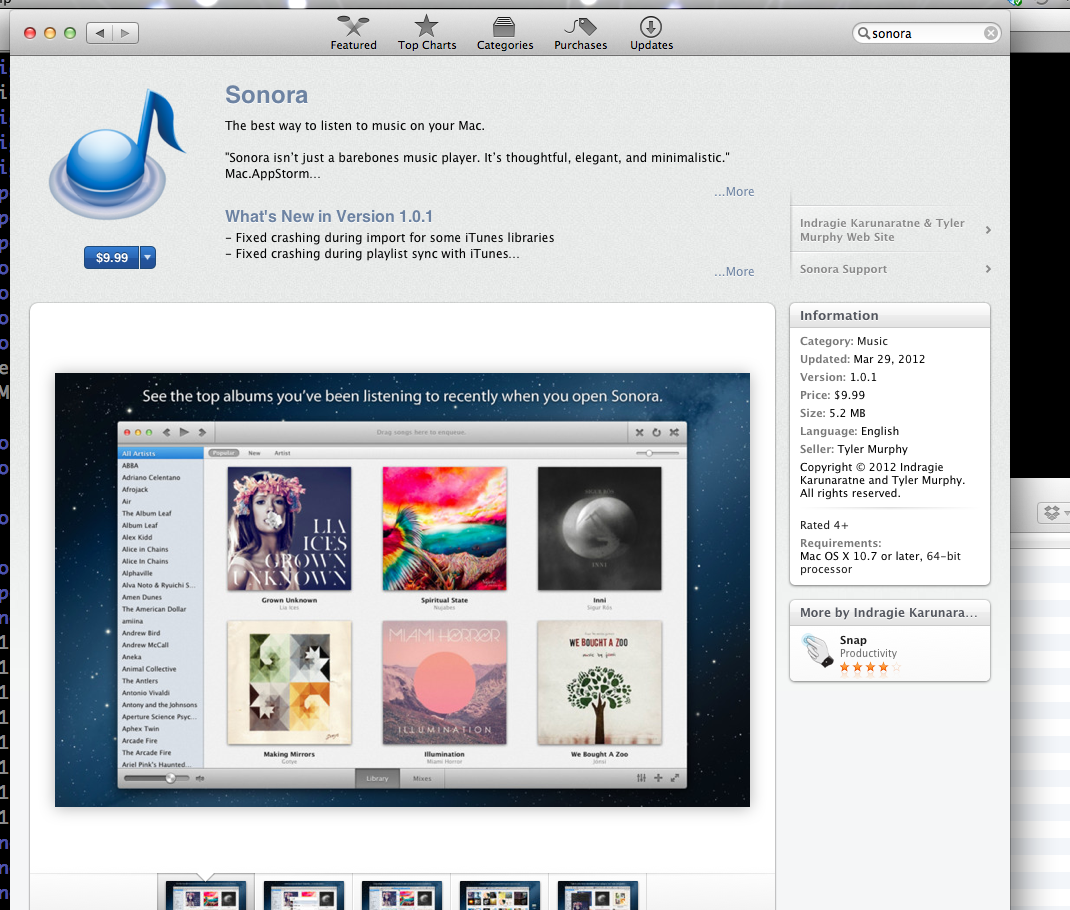 Featured
Top Charts
Categories
Purchases
Updates
sonora
Sonora
The best way to listen to music on your Mac.
"Sonora isn't just a barebones music player. It's thoughtful, elegant, and minimalistic."
Mac.AppStorm...
...More
What's New in Version 1.0.1
- Fixed crashing during import for some iTunes libraries
- Fixed crashing during playlist sync with iTunes...
...More
$9.99
Indragie Karunaratne & Tyler
Murphy Web Site
Sonora Support
See the top albums you've been listening to recently when you open Sonora.
Drag songs here to enqueue.
All Artists
Popular
New
Artist
ABBA
Adriano Celentano
Afrojack
Air
The Album Leaf
Album Leaf
Alex Kidd
Alice in Chains
Alice In Chains
Alphaville
Alva Noto & Ryuichi S...
Amen Dunes
The American Dollar
amiina
Andrew Bird
Andrew McCall
Aneka
Animal Collective
The Antlers
Antonio Vivaldi
Antony and the Johnsons
Aperture Science Psyc...
Aphex Twin
Arcade Fire
The Arcade Fire
Ariel Pink's Haunted...
LIA
ICES
GROWN
UNKNOWN
Grown Unknown
Lia Ices
Spiritual State
Nujabes
SIGUR RÓS
INNI
Inni
Sigur Rós
Making Mirrors
Gotye
MIAMI HORROR
ILLUMINATION
Illumination
Miami Horror
WE BOUGHT A ZOO
music by jónsi
We Bought A Zoo
Jónsi
Library
Mixes
Information
Category: Music
Updated: Mar 29, 2012
Version: 1.0.1
Price: $9.99
Size: 5.2 MB
Language: English
Seller: Tyler Murphy
Copyright © 2012 Indragie
Karunaratne and Tyler Murphy.
All rights reserved.
Rated 4+
Requirements:
Mac OS X 10.7 or later, 64-bit
processor
More by Indragie Karunara...
Snap
Productivity